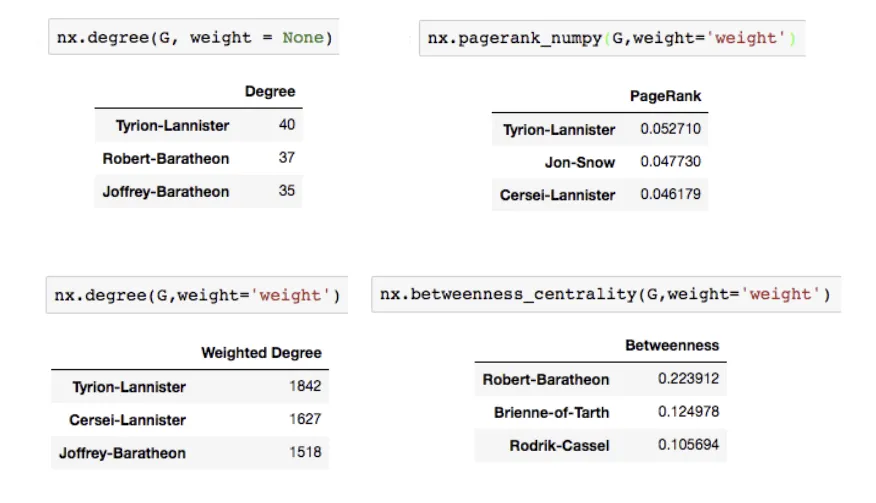 nx.degree(G, weight = None)
Degree
Tyrion-Lannister 40
Robert-Baratheon 37
Joffrey-Baratheon 35
nx.pagerank_numpy(G,weight='weight')
PageRank
Tyrion-Lannister 0.052710
Jon-Snow 0.047730
Cersei-Lannister 0.046179
nx.degree(G,weight='weight')
Weighted Degree
Tyrion-Lannister 1842
Cersei-Lannister 1627
Joffrey-Baratheon 1518
nx.betweenness_centrality(G,weight='weight')
Betweenness
Robert-Baratheon 0.223912
Brienne-of-Tarth 0.124978
Rodrik-Cassel 0.105694